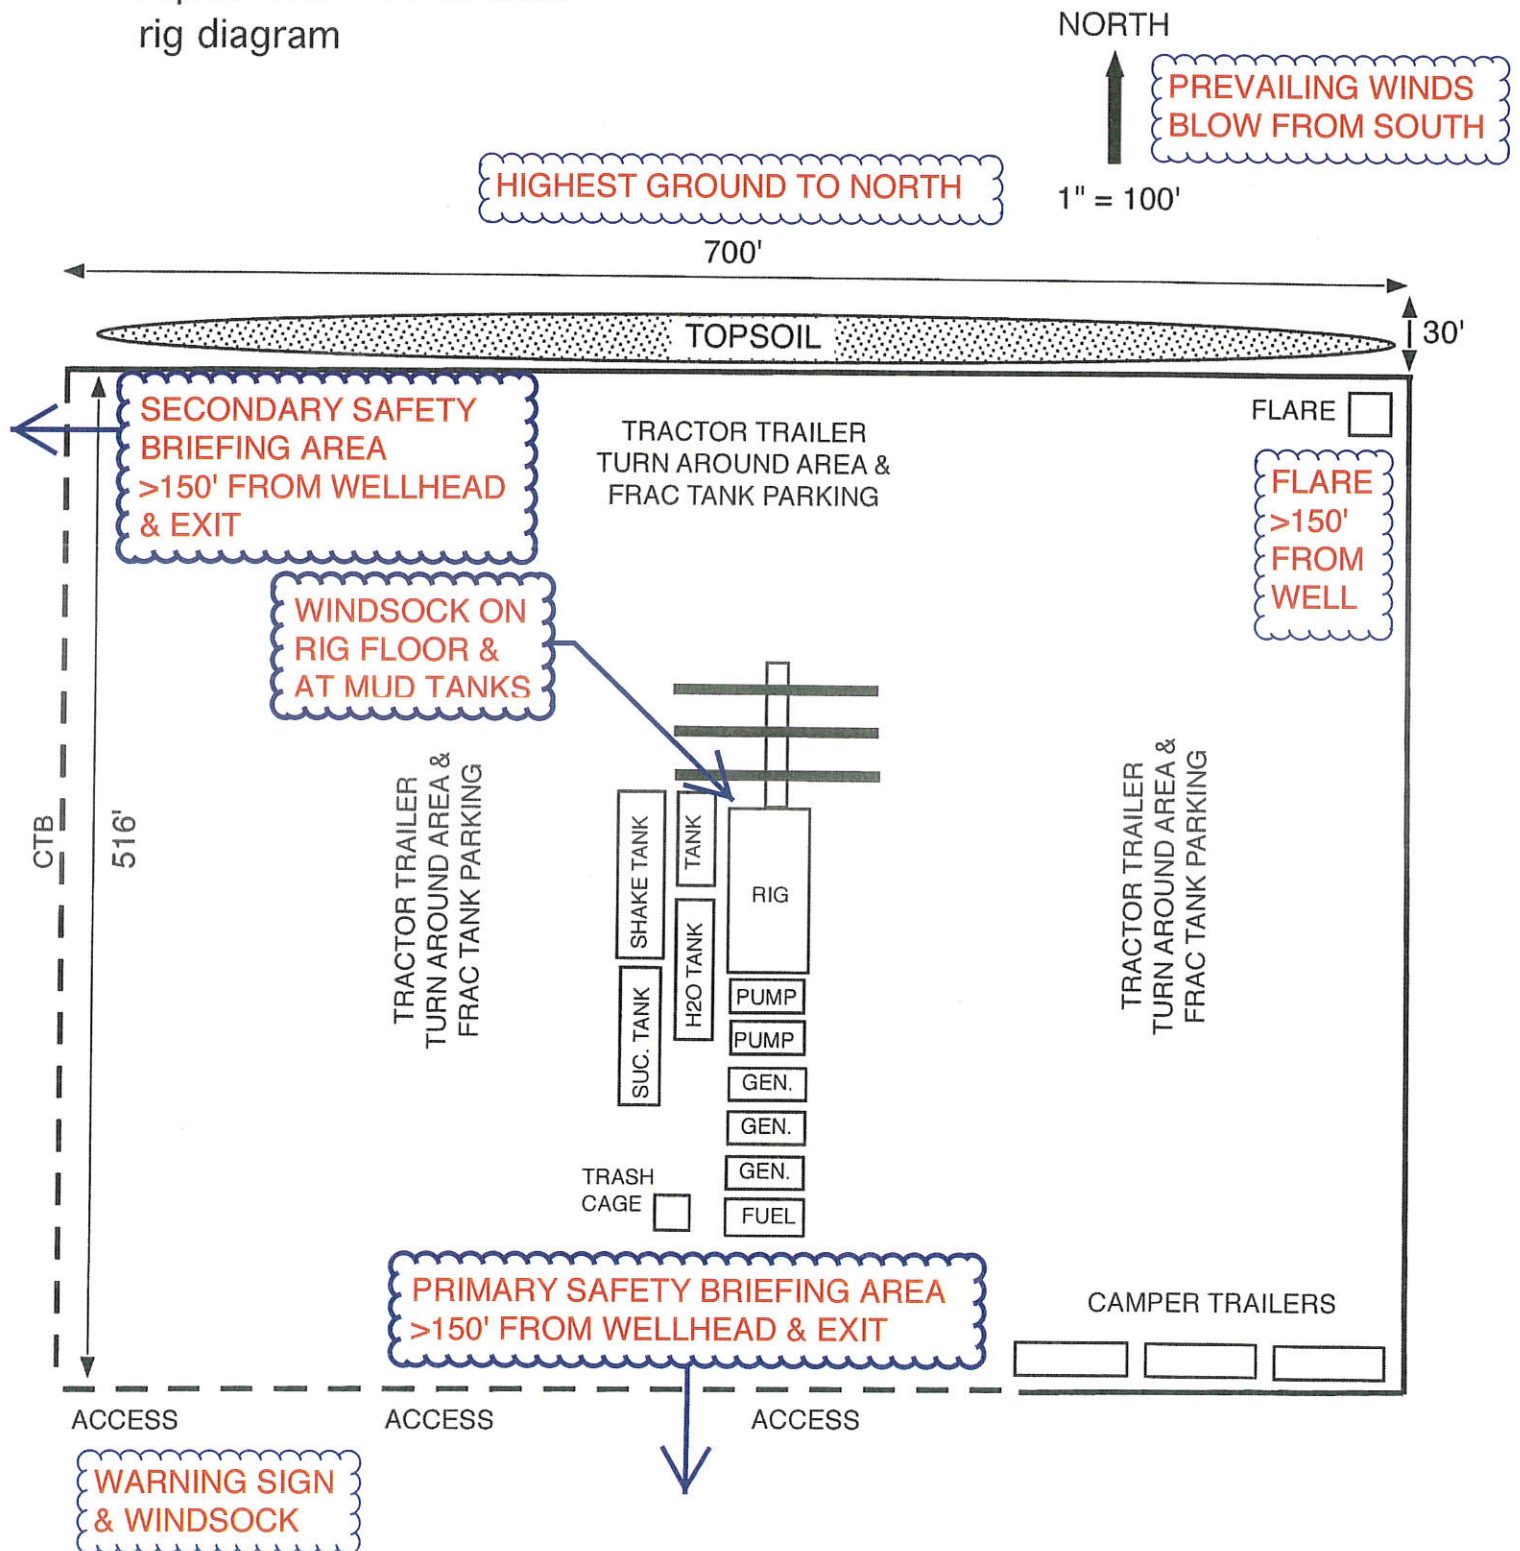 rig diagram
NORTH
PREVAILING WINDS
BLOW FROM SOUTH
HIGHEST GROUND TO NORTH
1" = 100'
700'
TOPSOIL
30'
SECONDARY SAFETY
BRIEFING AREA
>150' FROM WELLHEAD
& EXIT
TRACTOR TRAILER
TURN AROUND AREA &
FRAC TANK PARKING
FLARE
FLARE
>150'
FROM
WELL
WINDSOCK ON
RIG FLOOR &
AT MUD TANKS
CTB
516'
TRACTOR TRAILER
TURN AROUND AREA &
FRAC TANK PARKING
SHAKE TANK
TANK
RIG
H2O TANK
SUC. TANK
PUMP
PUMP
GEN.
GEN.
GEN.
FUEL
TRACTOR TRAILER
TURN AROUND AREA &
FRAC TANK PARKING
TRASH
CAGE
PRIMARY SAFETY BRIEFING AREA
>150' FROM WELLHEAD & EXIT
CAMPER TRAILERS
ACCESS
ACCESS
ACCESS
WARNING SIGN
& WINDSOCK